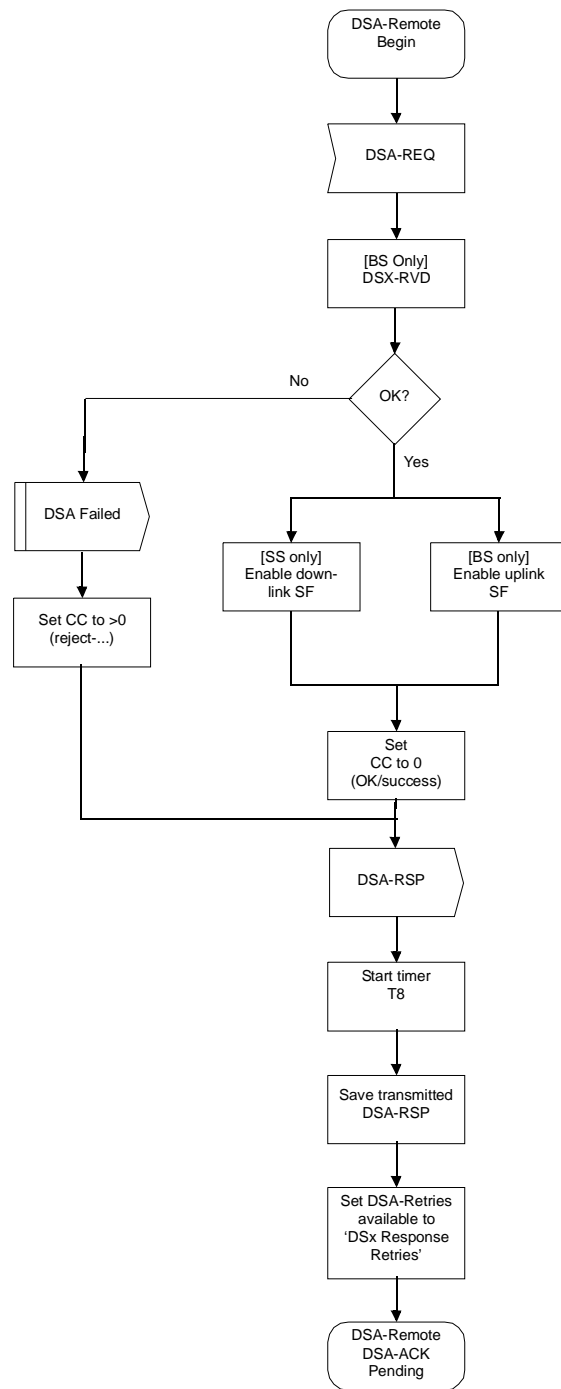 DSA-Remote
Begin
DSA-REQ
[BS Only]
DSX-RVD
No
OK?
Yes
DSA Failed
[SS only]
Enable down-
link SF
[BS only]
Enable uplink
SF
Set CC to >0
(reject-...)
Set
CC to 0
(OK/success)
DSA-RSP
Start timer
T8
Save transmitted
DSA-RSP
Set DSA-Retries
available to
‘DSx Response
Retries’
DSA-Remote
DSA-ACK
Pending